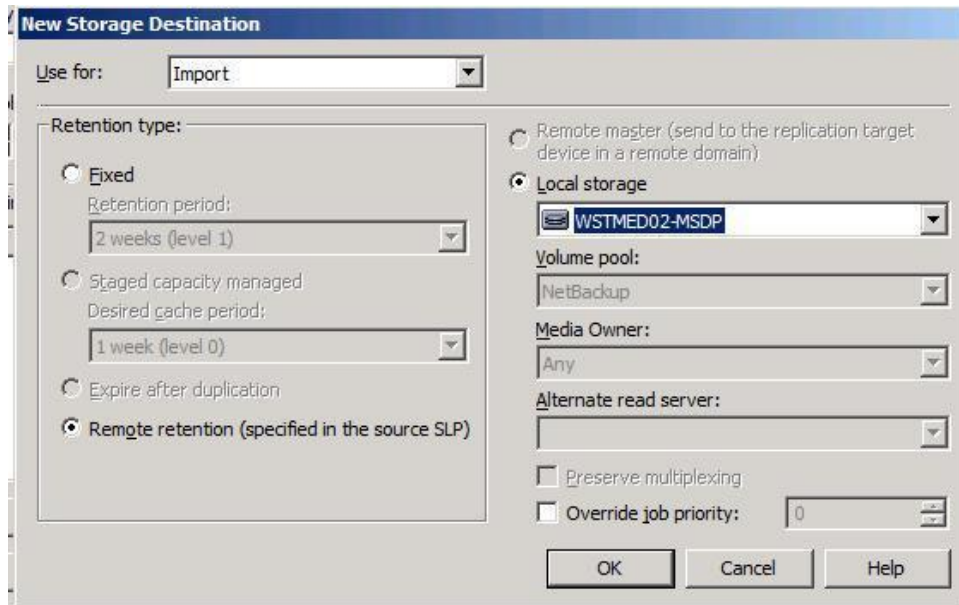 New Storage Destination
Use for: Import
Retention type:
Fixed
Retention period:
2 weeks (level 1)
Staged capacity managed
Desired cache period:
1 week (level 0)
Expire after duplication
Remote retention (specified in the source SLP)
Remote master (send to the replication target
device in a remote domain)
Local storage
WSTMED02-MSDP
Volume pool:
NetBackup
Media Owner:
Any
Alternate read server:
Preserve multiplexing
Override job priority: 0
OK Cancel Help